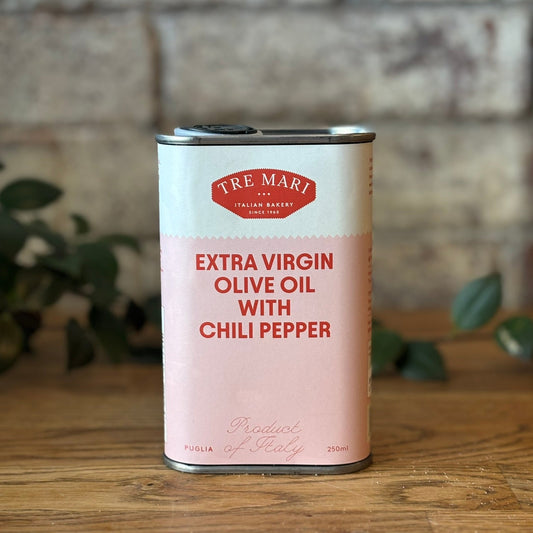 TRE MARI
ITALIAN BAKERY
SINCE 1960
EXTRA VIRGIN
OLIVE OIL
WITH
CHILI PEPPER
Product
of Italy
PUGLIA
250ml